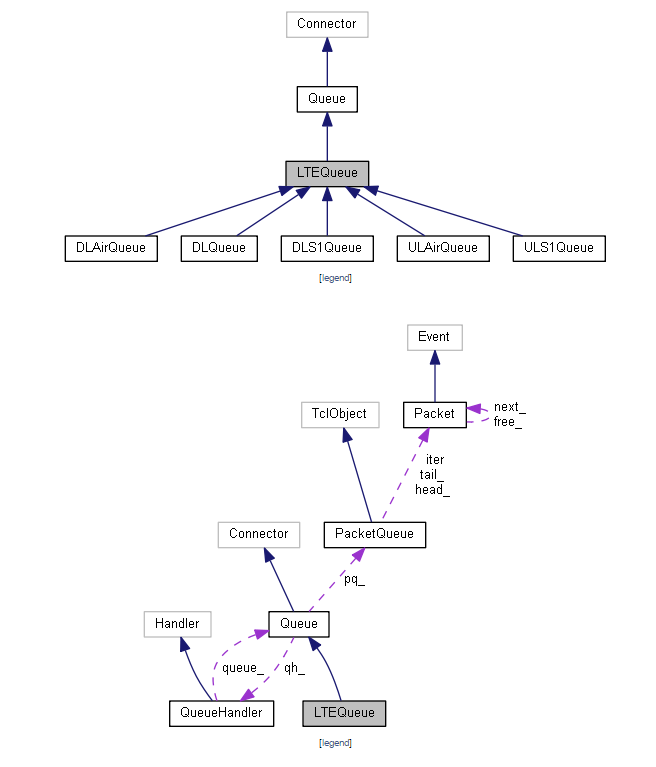 Connector
Queue
LTEQueue
DLAirQueue
DLQueue
DLS1Queue
ULAirQueue
ULS1Queue
[legend]
Event
TclObject
Packet
next_
free_
iter
tail_
head_
Connector
PacketQueue
pq_
Handler
Queue
queue_
qh_
QueueHandler
LTEQueue
[legend]